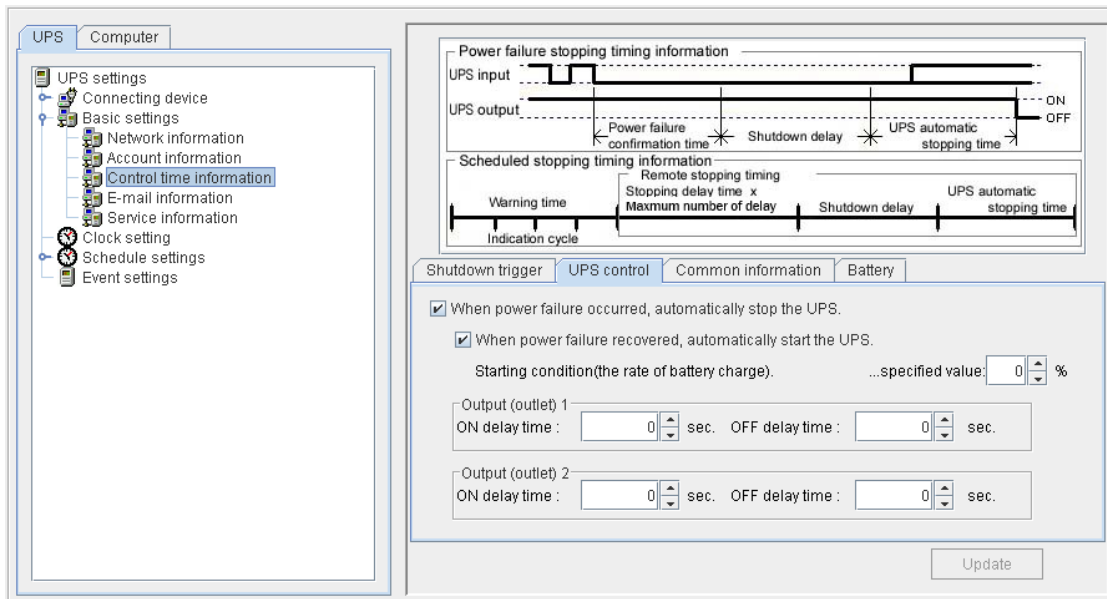 UPS Computer
UPS settings
Connecting device
Basic settings
Network information
Account information
Control time information
E-mail information
Service information
Clock setting
Schedule settings
Event settings
Power failure stopping timing information
UPS input
UPS output
ON
OFF
Power failure
confirmation time
Shutdown delay
UPS automatic
stopping time
Scheduled stopping timing information
Remote stopping timing
Stopping delay time x
Maxmum number of delay
Warning time
Indication cycle
Shutdown delay
UPS automatic
stopping time
Shutdown trigger UPS control Common information Battery
When power failure occurred, automatically stop the UPS.
When power failure recovered, automatically start the UPS.
Starting condition(the rate of battery charge). ...specified value: 0 %
Output (outlet) 1
ON delay time : 0 sec. OFF delay time : 0 sec.
Output (outlet) 2
ON delay time : 0 sec. OFF delay time : 0 sec.
Update